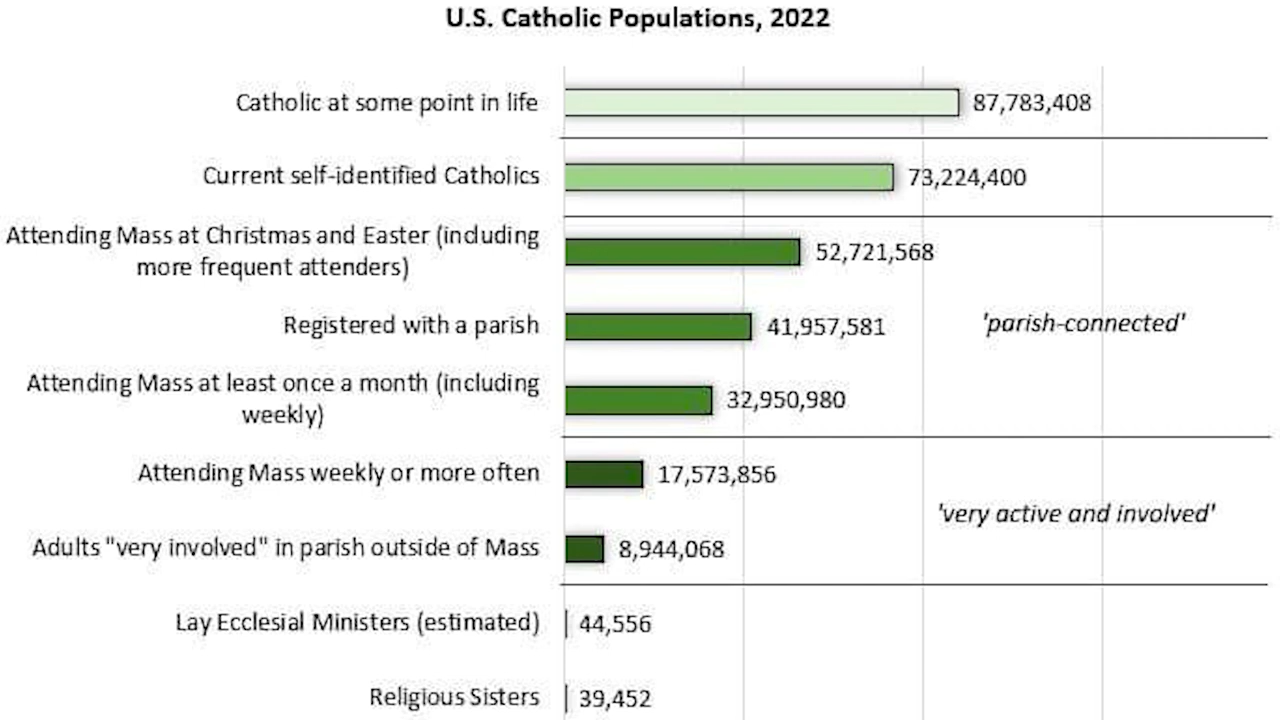 U.S. Catholic Populations, 2022
Catholic at some point in life 87,783,408
Current self-identified Catholics 73,224,400
Attending Mass at Christmas and Easter (including
more frequent attenders) 52,721,568
Registered with a parish 41,957,581 'parish-connected'
Attending Mass at least once a month (including
weekly) 32,950,980
Attending Mass weekly or more often 17,573,856
'very active and involved'
Adults "very involved" in parish outside of Mass 8,944,068
Lay Ecclesial Ministers (estimated) 44,556
Religious Sisters 39,452